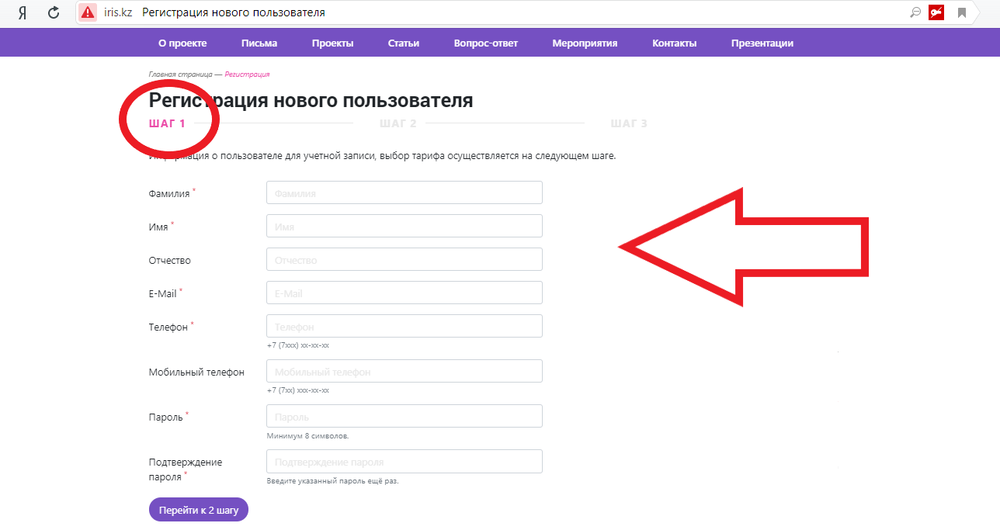 Я iris.kz Регистрация нового пользователя
О проекте Письма Проекты Статьи Вопрос-ответ Мероприятия Контакты Презентации
Главная страница — Регистрация
Регистрация нового пользователя
ШАГ 1 ШАГ 2 ШАГ 3
Информация о пользователе для учетной записи, выбор тарифа осуществляется на следующем шаге.
Фамилия * Фамилия
Имя * Имя
Отчество Отчество
E-Mail * E-Mail
Телефон * Телефон
+7 (7xxx) xx-xx-xx
Мобильный телефон Мобильный телефон
+7 (7xx) xxx-xx-xx
Пароль * Пароль
Минимум 8 символов.
Подтверждение Подтверждение пароля
пароля *
Введите указанный пароль ещё раз.
Перейти к 2 шагу